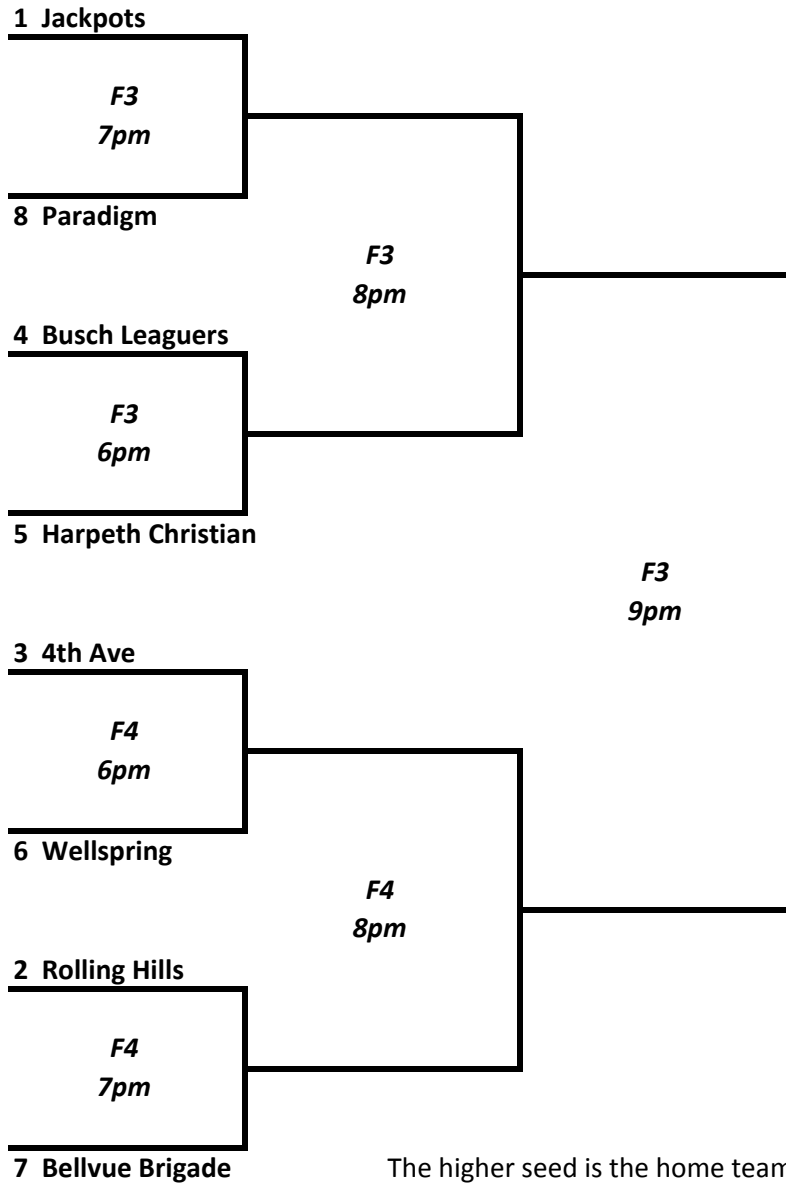 1 Jackpots
F3
7pm
8 Paradigm
F3
8pm
4 Busch Leaguers
F3
6pm
5 Harpeth Christian
F3
9pm
3 4th Ave
F4
6pm
6 Wellspring
F4
8pm
2 Rolling Hills
F4
7pm
7 Bellvue Brigade
The higher seed is the home team